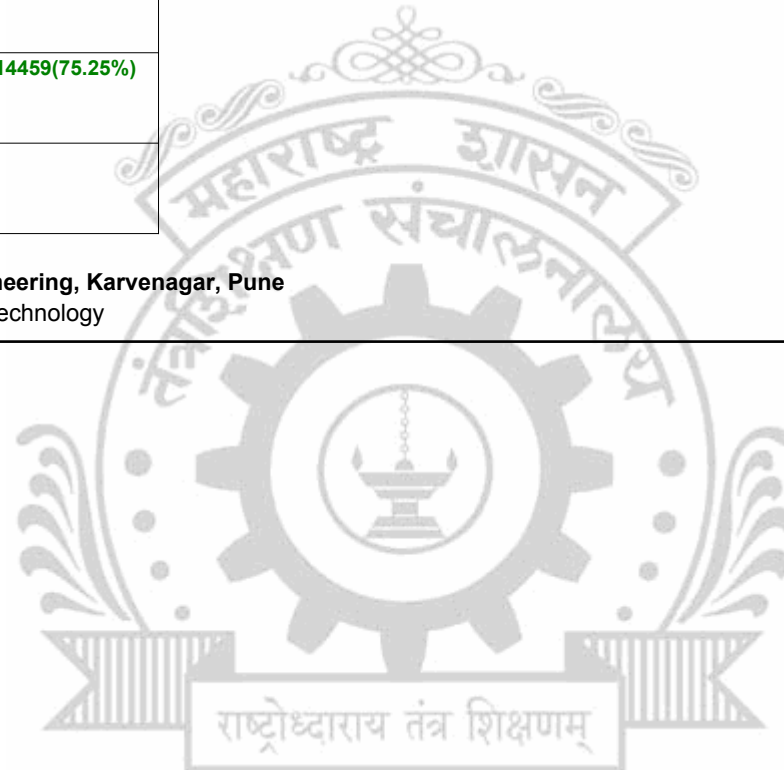 14459(75.25%)
महाराष्ट्र शासन
तंत्रशिक्षण संचालनालय
neering, Karvenagar, Pune
echnology
राष्ट्रोध्दाराय तंत्र शिक्षणम्